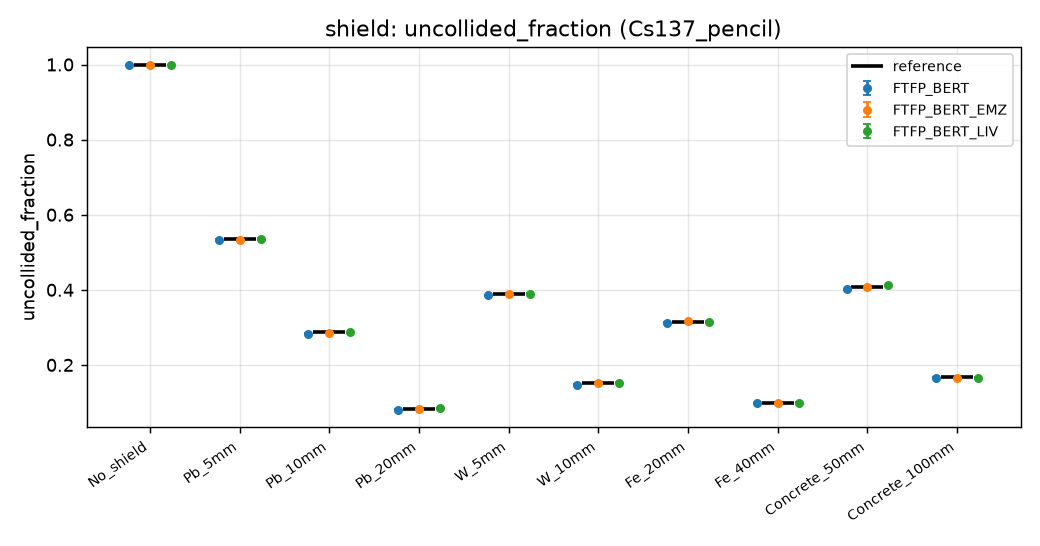 shield: uncollided_fraction (Cs137_pencil)
reference
FTFP_BERT
FTFP_BERT_EMZ
FTFP_BERT_LIV
uncollided_fraction
1.0
0.8
0.6
0.4
0.2
No_shield
Pb_5mm
Pb_10mm
Pb_20mm
W_5mm
W_10mm
Fe_20mm
Fe_40mm
Concrete_50mm
Concrete_100mm